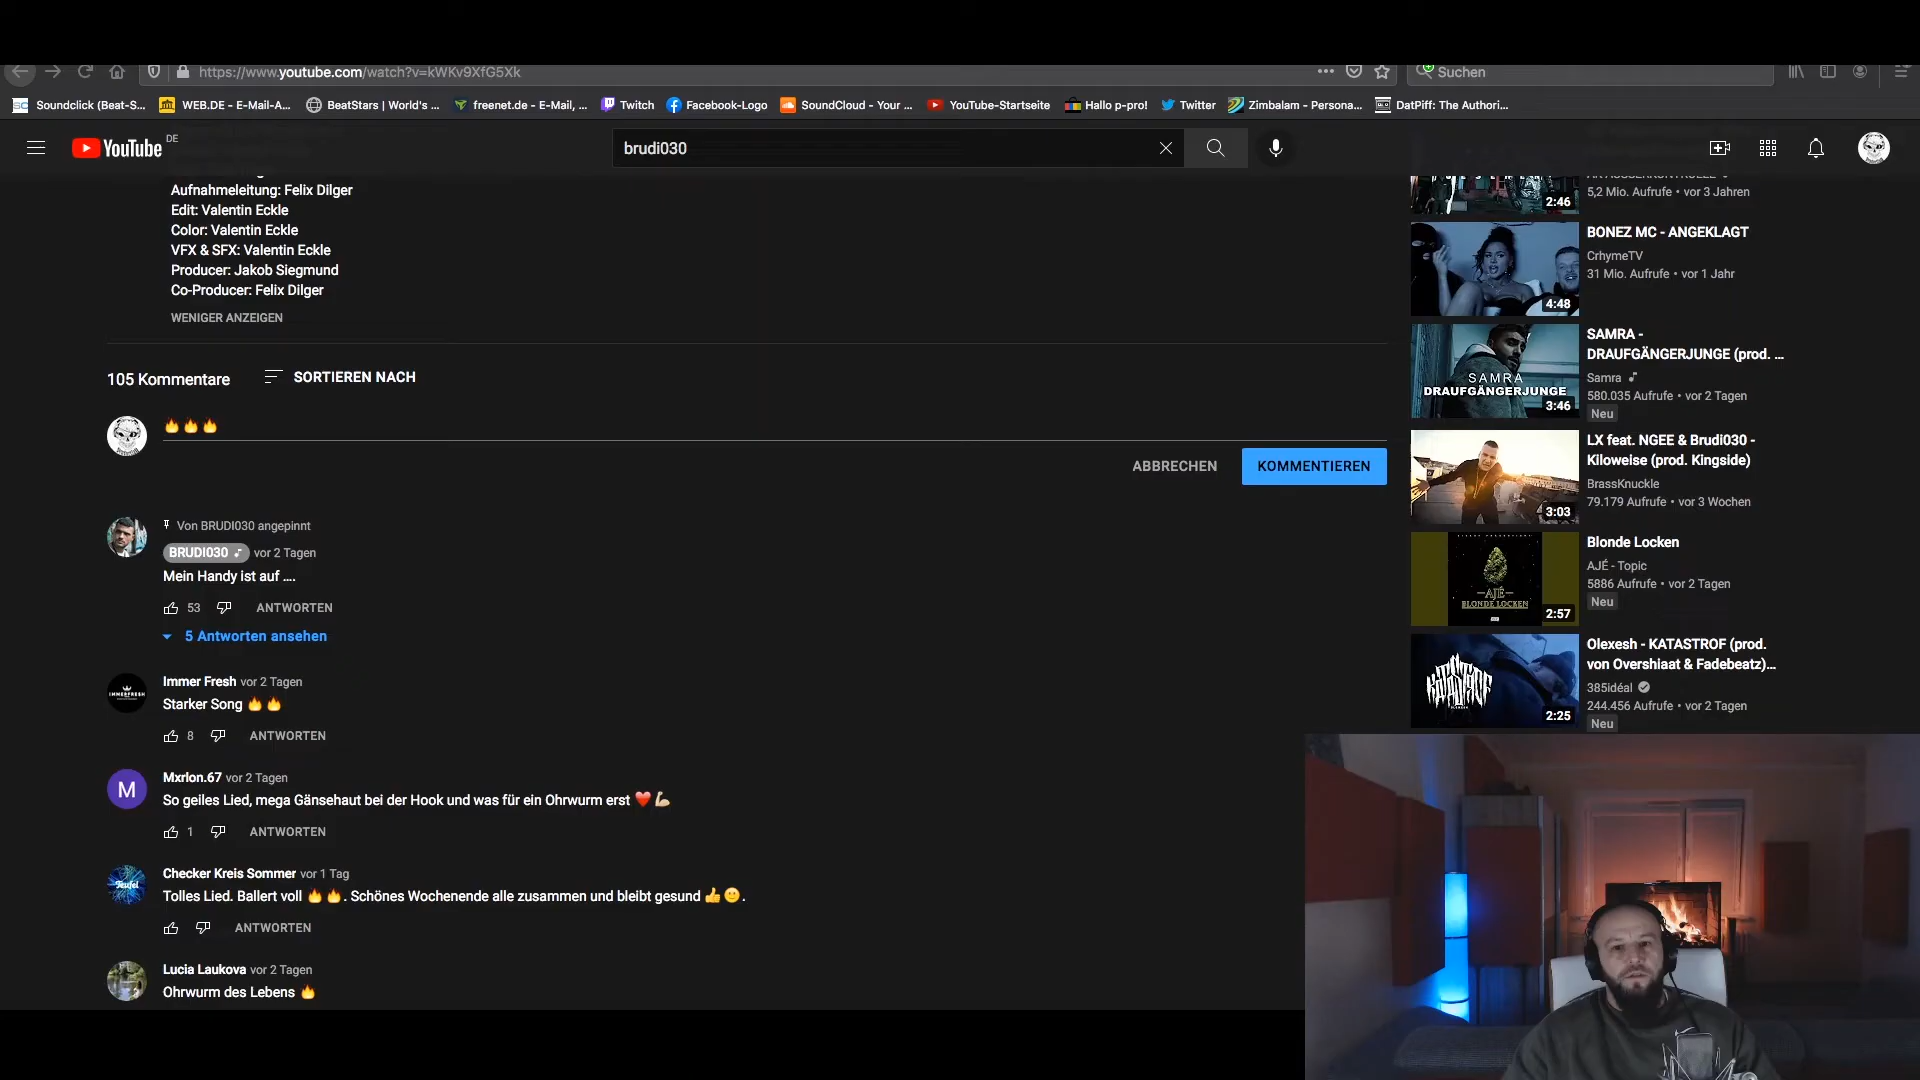 https://www.youtube.com/watch?v=kWKv9XfG5Xk
Suchen
Soundclick (Beat-S...
WEB.DE - E-Mail-A...
BeatStars | World's ...
freenet.de - E-Mail, ...
Twitch
Facebook-Logo
SoundCloud - Your ...
YouTube-Startseite
Hallo p-pro!
Twitter
Zimbalam - Persona...
DatPiff: The Authori...
YouTube DE
brudi030
Aufnahmeleitung: Felix Dilger
Edit: Valentin Eckle
Color: Valentin Eckle
VFX & SFX: Valentin Eckle
Producer: Jakob Siegmund
Co-Producer: Felix Dilger
WENIGER ANZEIGEN
105 Kommentare
SORTIEREN NACH
🔥🔥🔥
ABBRECHEN
KOMMENTIEREN
Von BRUDI030 angepinnt
BRUDI030 vor 2 Tagen
Mein Handy ist auf ....
53
ANTWORTEN
5 Antworten ansehen
IMMERFRESH
Immer Fresh vor 2 Tagen
Starker Song 🔥🔥
8
ANTWORTEN
M
Mxrlon.67 vor 2 Tagen
So geiles Lied, mega Gänsehaut bei der Hook und was für ein Ohrwurm erst ❤️💪🏼
1
ANTWORTEN
Teufel
Checker Kreis Sommer vor 1 Tag
Tolles Lied. Ballert voll 🔥🔥. Schönes Wochenende alle zusammen und bleibt gesund 👍🙂.
ANTWORTEN
Lucia Laukova vor 2 Tagen
Ohrwurm des Lebens 🔥
2:46
5,2 Mio. Aufrufe • vor 3 Jahren
4:48
BONEZ MC - ANGEKLAGT
CrhymeTV
31 Mio. Aufrufe • vor 1 Jahr
SAMRA
DRAUFGÄNGERJUNGE
3:46
SAMRA -
DRAUFGÄNGERJUNGE (prod. ...
Samra
580.035 Aufrufe • vor 2 Tagen
Neu
3:03
LX feat. NGEE & Brudi030 -
Kiloweise (prod. Kingside)
BrassKnuckle
79.179 Aufrufe • vor 3 Wochen
AJÉ
BLONDE LOCKEN
2:57
Blonde Locken
AJÉ - Topic
5886 Aufrufe • vor 2 Tagen
Neu
KATASTROF
2:25
Olexesh - KATASTROF (prod.
von Overshiaat & Fadebeatz)...
385idéal
244.456 Aufrufe • vor 2 Tagen
Neu